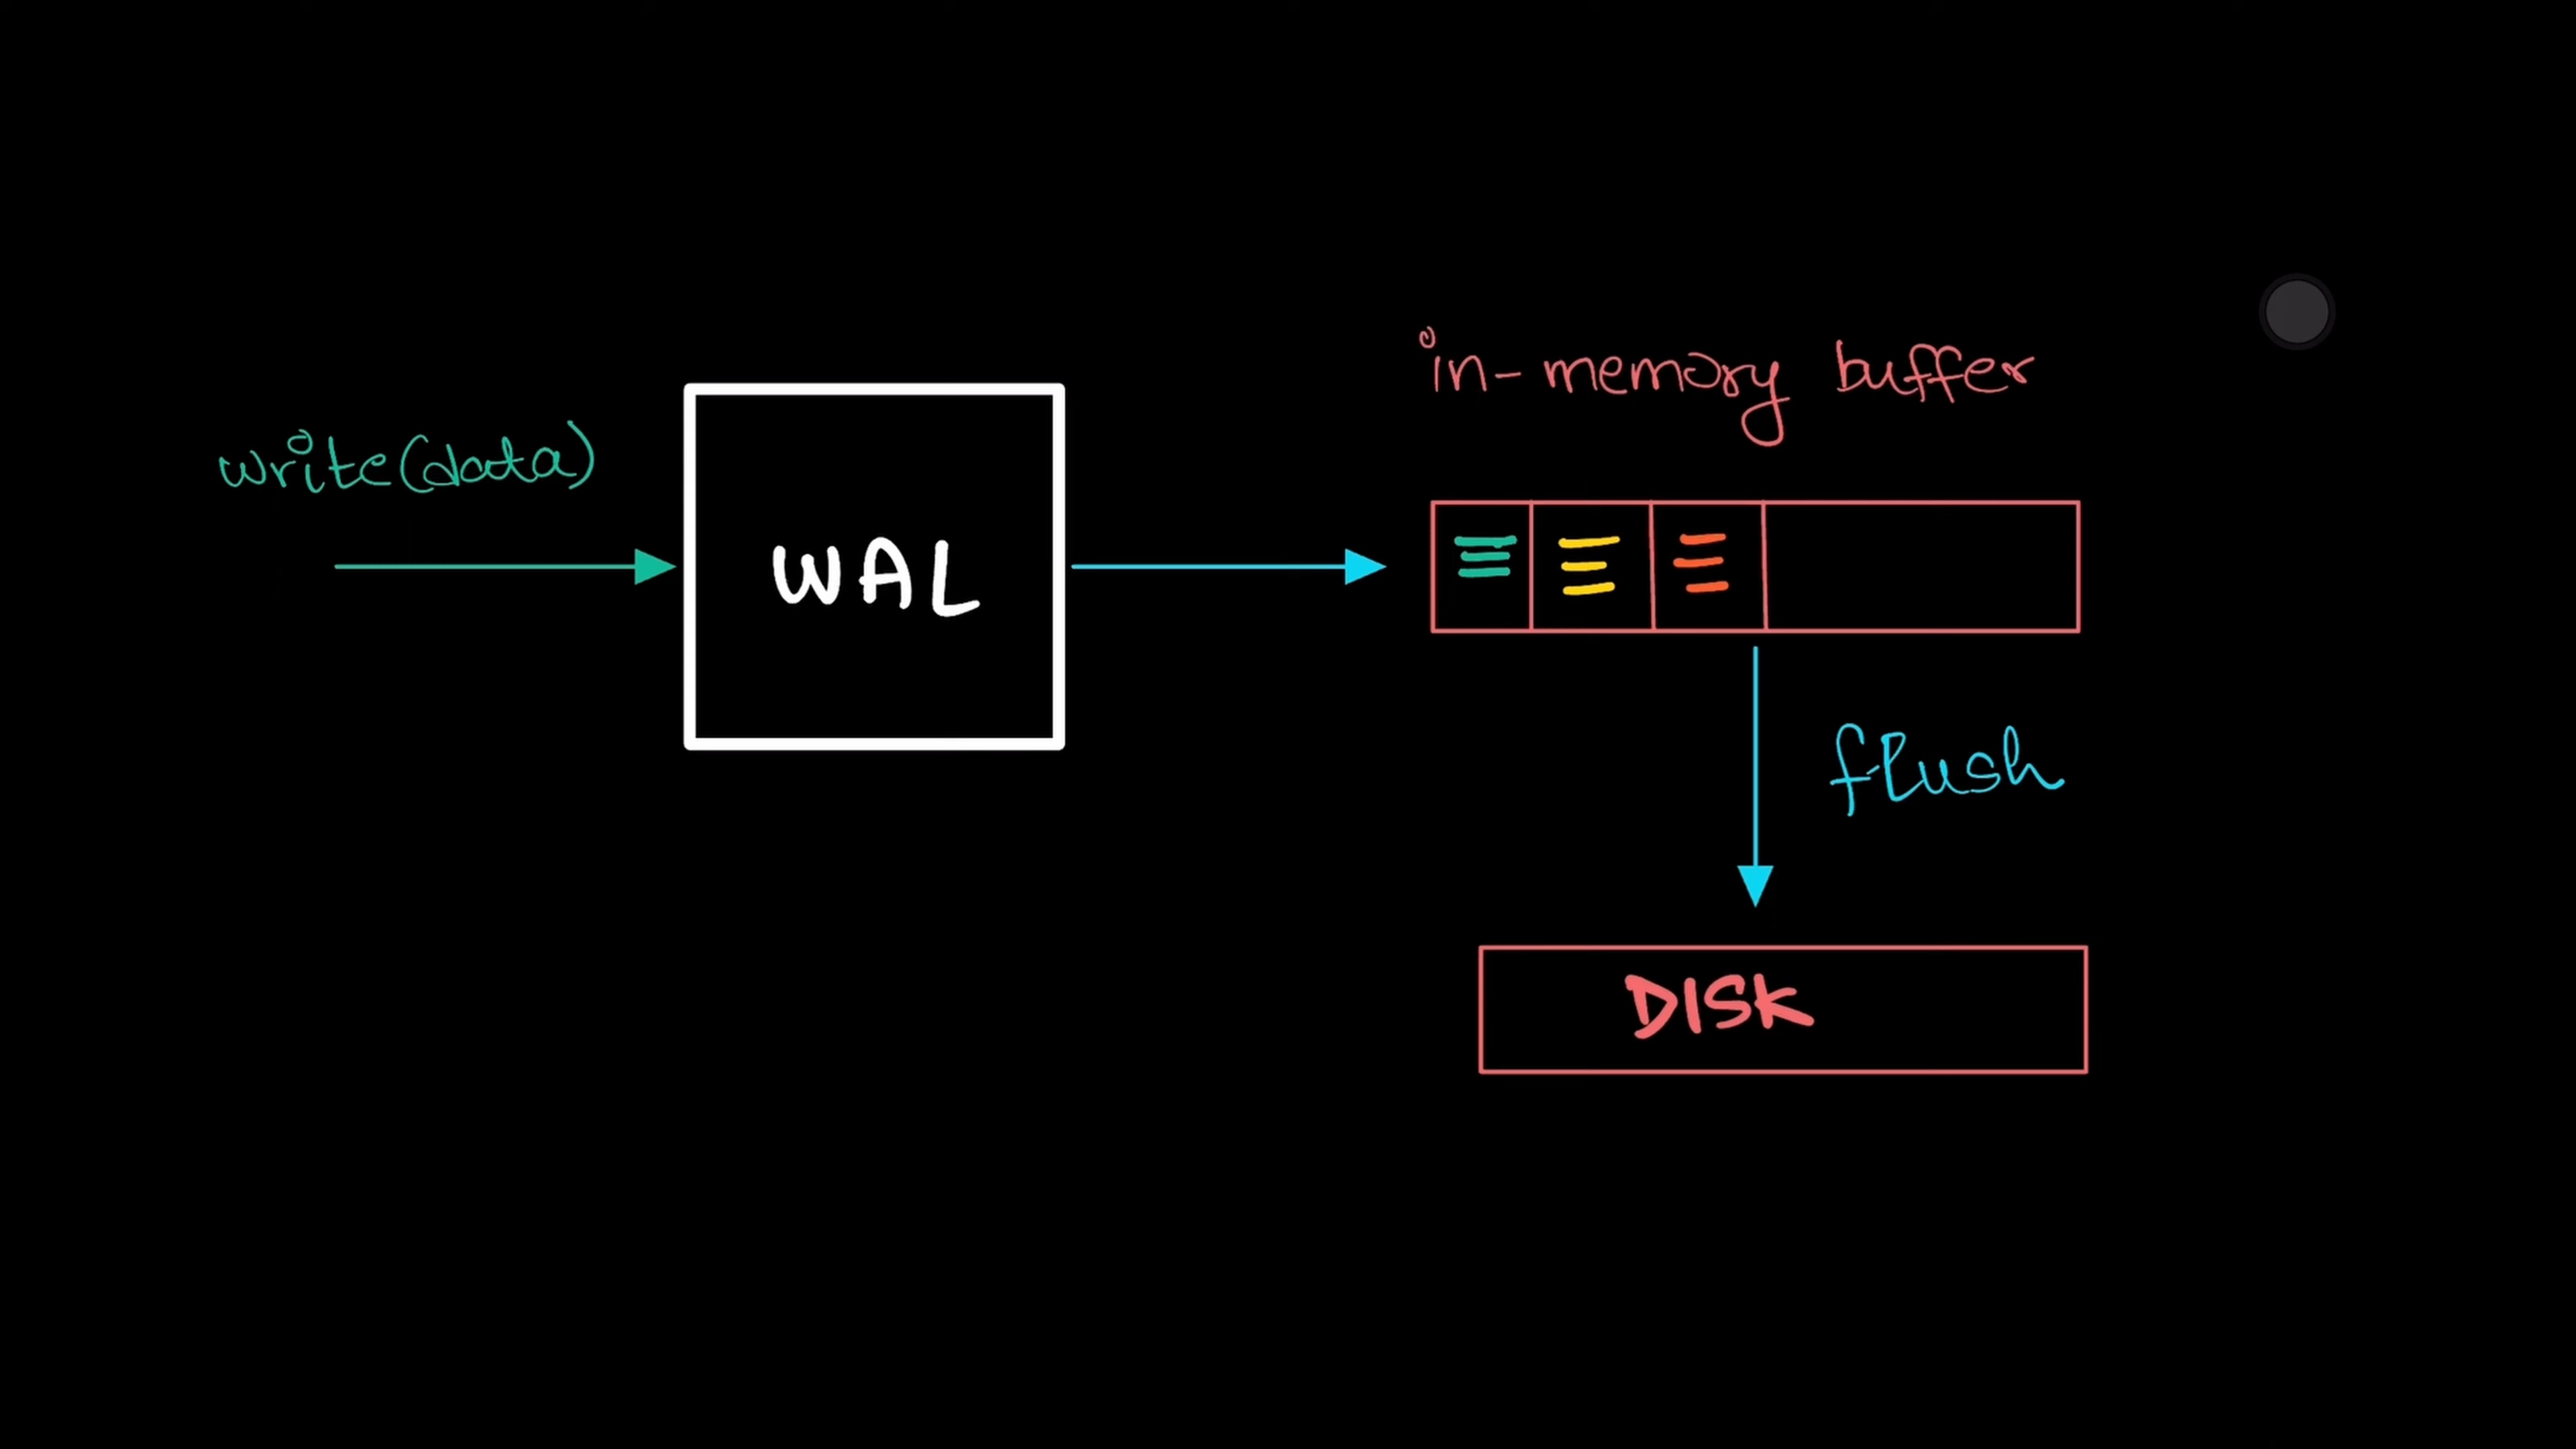 in-memory buffer
write(data)
WAL
flush
DISK